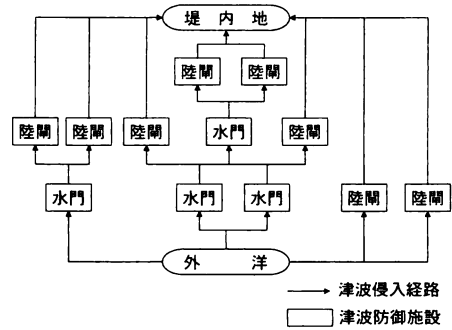 堤内地
陸閘 陸閘
陸閘 陸閘 陸閘 水門 陸閘
水門 水門 水門 陸閘 陸閘
外洋
津波侵入経路
津波防御施設